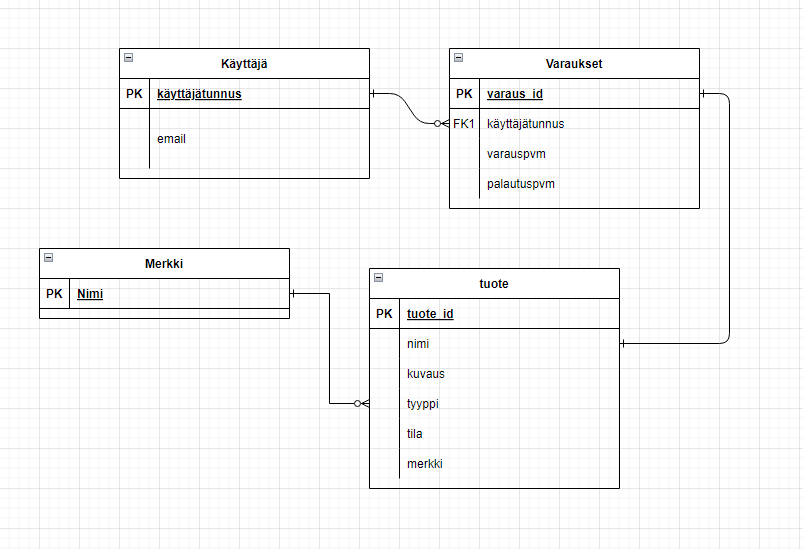 Käyttäjä
PK käyttäjätunnus
email
Varaukset
PK varaus_id
FK1 käyttäjätunnus
varauspvm
palautuspvm
Merkki
PK Nimi
tuote
PK tuote_id
nimi
kuvaus
tyyppi
tila
merkki